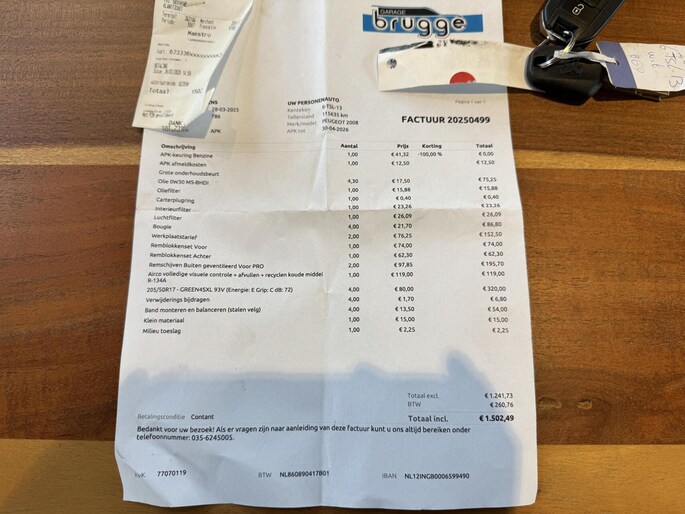 Maestro
Totaal:
GARAGE
brugge
Pagina 1 van 1
28-03-2025
786
APK
UW PERSONENAUTO
Kenteken
Tellerstand 115435 km
Merk/model PEUGEOT 2008
APK tot 30-04-2026
FACTUUR 20250499
Omschrijving Aantal Prijs Korting Totaal
APK-keuring Benzine 1,00 € 41,32 -100,00 % € 0,00
APK afmeldkosten 1,00 € 12,50 € 12,50
Grote onderhoudsbeurt
Olie 0W30 MS-BHDI 4,30 € 17,50 € 75,25
Oliefilter 1,00 € 15,88 € 15,88
Carterplugring 1,00 € 0,40 € 0,40
Interieurfilter 1,00 € 23,26 € 23,26
Luchtfilter 1,00 € 26,09 € 26,09
Bougie 4,00 € 21,70 € 86,80
Werkplaatstarief 2,00 € 76,25 € 152,50
Remblokkenset Voor 1,00 € 74,00 € 74,00
Remblokkenset Achter 1,00 € 62,30 € 62,30
Remschijven Buiten geventileerd Voor PRO 2,00 € 97,85 € 195,70
Airco volledige visuele controle + afvullen + recyclen koude middel 1,00 € 119,00 € 119,00
R-134A
205/50R17 - GREEN4SXL 93V (Energie: E Grip: C dB: 72) 4,00 € 80,00 € 320,00
Verwijderings bijdragen 4,00 € 1,70 € 6,80
Band monteren en balanceren (stalen velg) 4,00 € 13,50 € 54,00
Klein materiaal 1,00 € 15,00 € 15,00
Milieu toeslag 1,00 € 2,25 € 2,25
Totaal excl. € 1.241,73
BTW € 260,76
Totaal incl. € 1.502,49
Betalingsconditie Contant
Bedankt voor uw bezoek! Als er vragen zijn naar aanleiding van deze factuur kunt u ons altijd bereiken onder
telefoonnummer: 035-6245005.
KvK 77070119 BTW NL860890417B01 IBAN NL12INGB0006599490